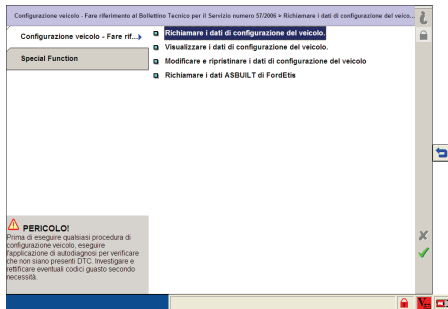 Configurazione veicolo - Fare riferimento al Bollettino Tecnico per il Servizio numero 57/2006 > Richiamare i dati di configurazione del veico...
Configurazione veicolo - Fare rif...
Special Function
Richiamare i dati di configurazione del veicolo.
Visualizzare i dati di configurazione del veicolo.
Modificare e ripristinare i dati di configurazione del veicolo
Richiamare i dati ASBUILT di FordEtis
PERICOLO!
Prima di eseguire qualsiasi procedura di
configurazione veicolo, eseguire
l'applicazione di autodiagnosi per verificare
che non siano presenti DTC. Investigare e
rettificare eventuali codici guasto secondo
necessità.